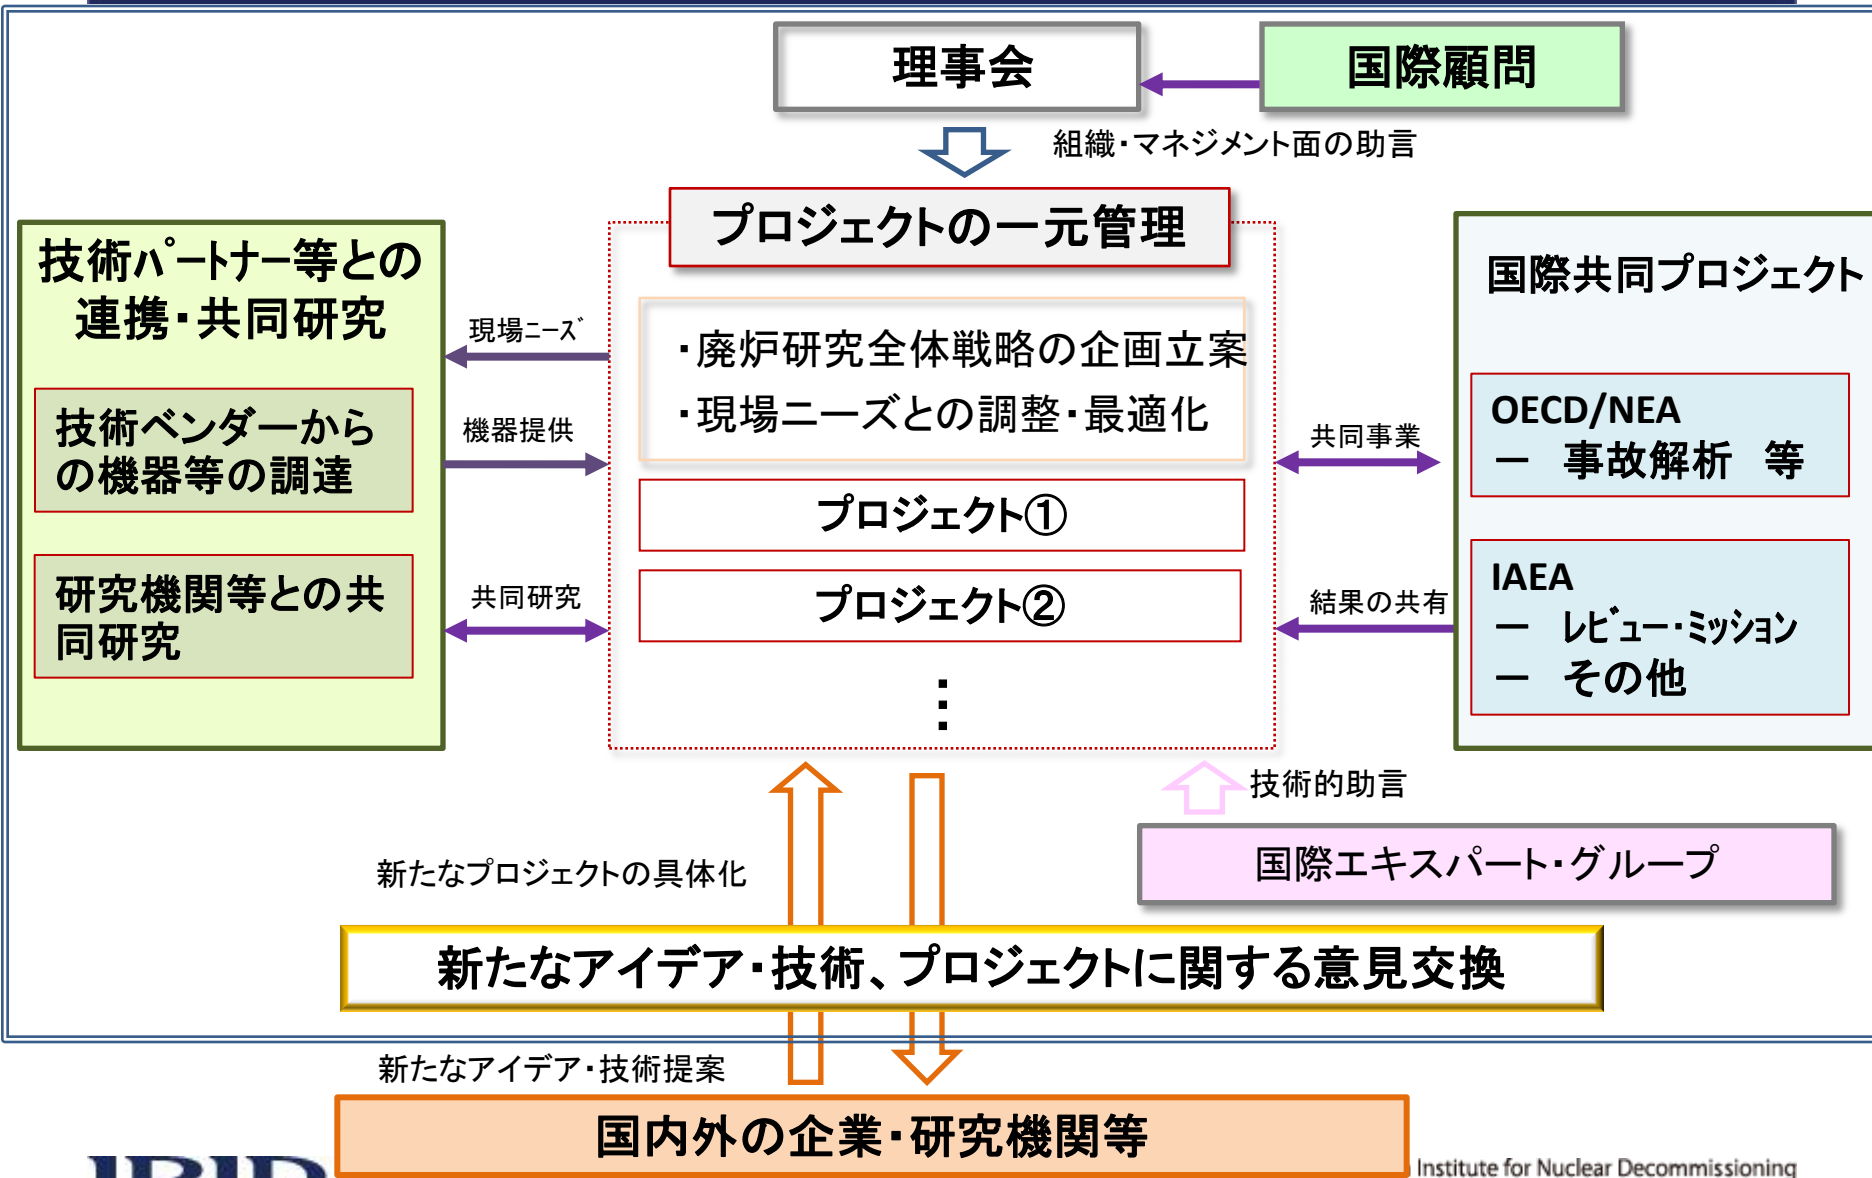 理事会
国際顧問
組織・マネジメント面の助言
プロジェクトの一元管理
技術ﾊﾟｰﾄﾅｰ等との
連携・共同研究
技術ベンダーから
の機器等の調達
研究機関等との共
同研究
現場ﾆｰｽﾞ
機器提供
共同研究
・廃炉研究全体戦略の企画立案
・現場ニーズとの調整・最適化
プロジェクト①
プロジェクト②
⋮
共同事業
結果の共有
国際共同プロジェクト
OECD/NEA
－ 事故解析 等
IAEA
－ ﾚﾋﾞｭｰ・ﾐｯｼｮﾝ
－ その他
技術的助言
国際エキスパート・グループ
新たなプロジェクトの具体化
新たなアイデア・技術、プロジェクトに関する意見交換
新たなアイデア・技術提案
国内外の企業・研究機関等
Institute for Nuclear Decommissioning